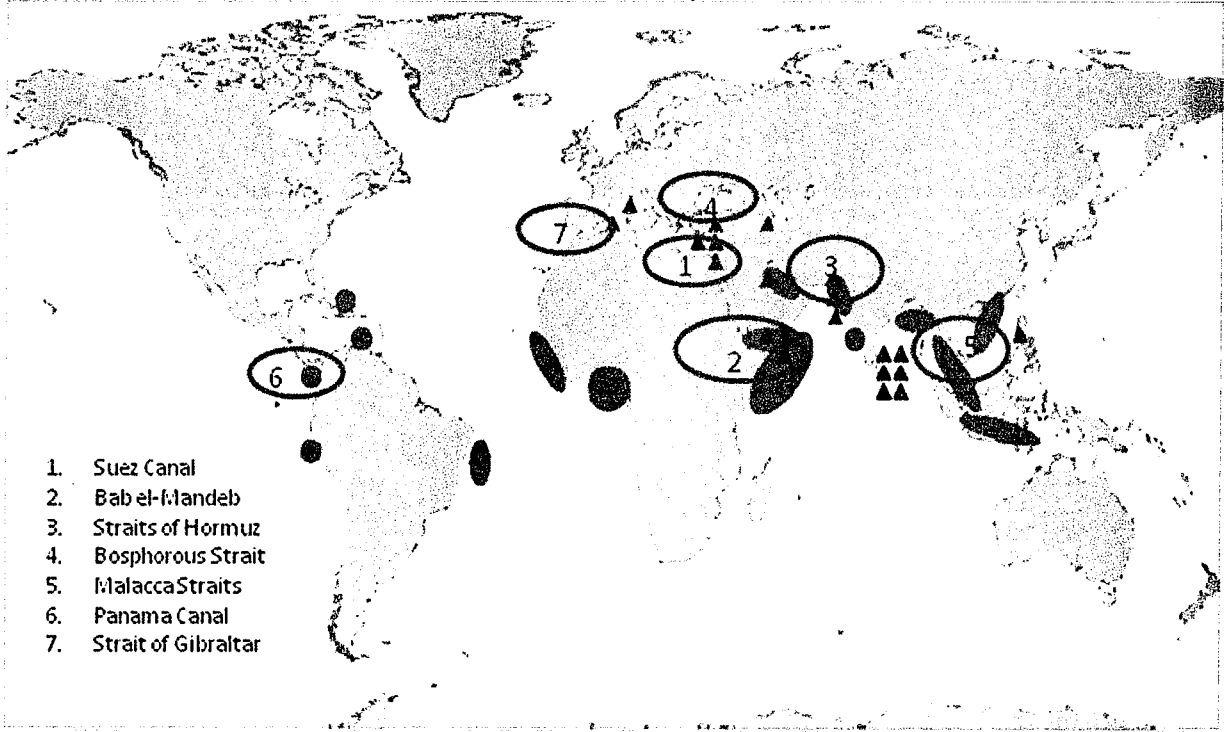 4
7
1
3
5
2
6
1. Suez Canal
2. Bab el-Mandeb
3. Straits of Hormuz
4. Bosphorous Strait
5. Malacca Straits
6. Panama Canal
7. Strait of Gibraltar